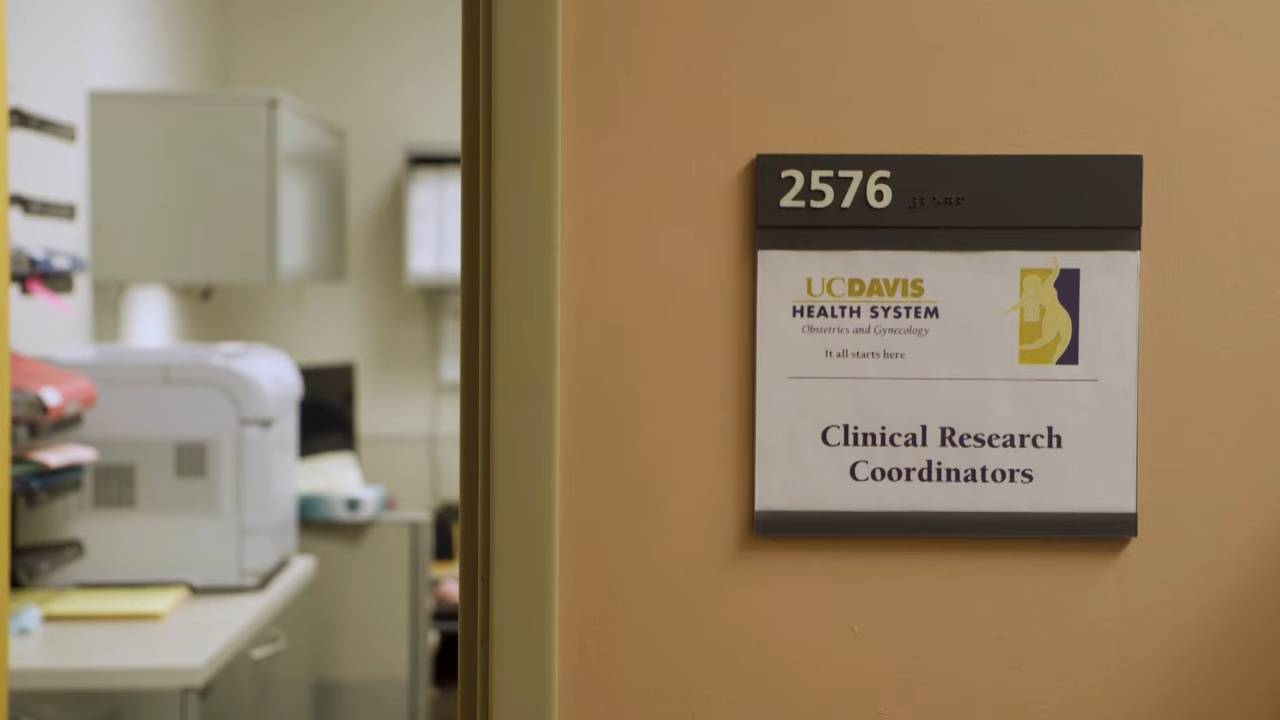 2576
UCDAVIS
HEALTH SYSTEM
Obstetrics and Gynecology
It all starts here
Clinical Research
Coordinators